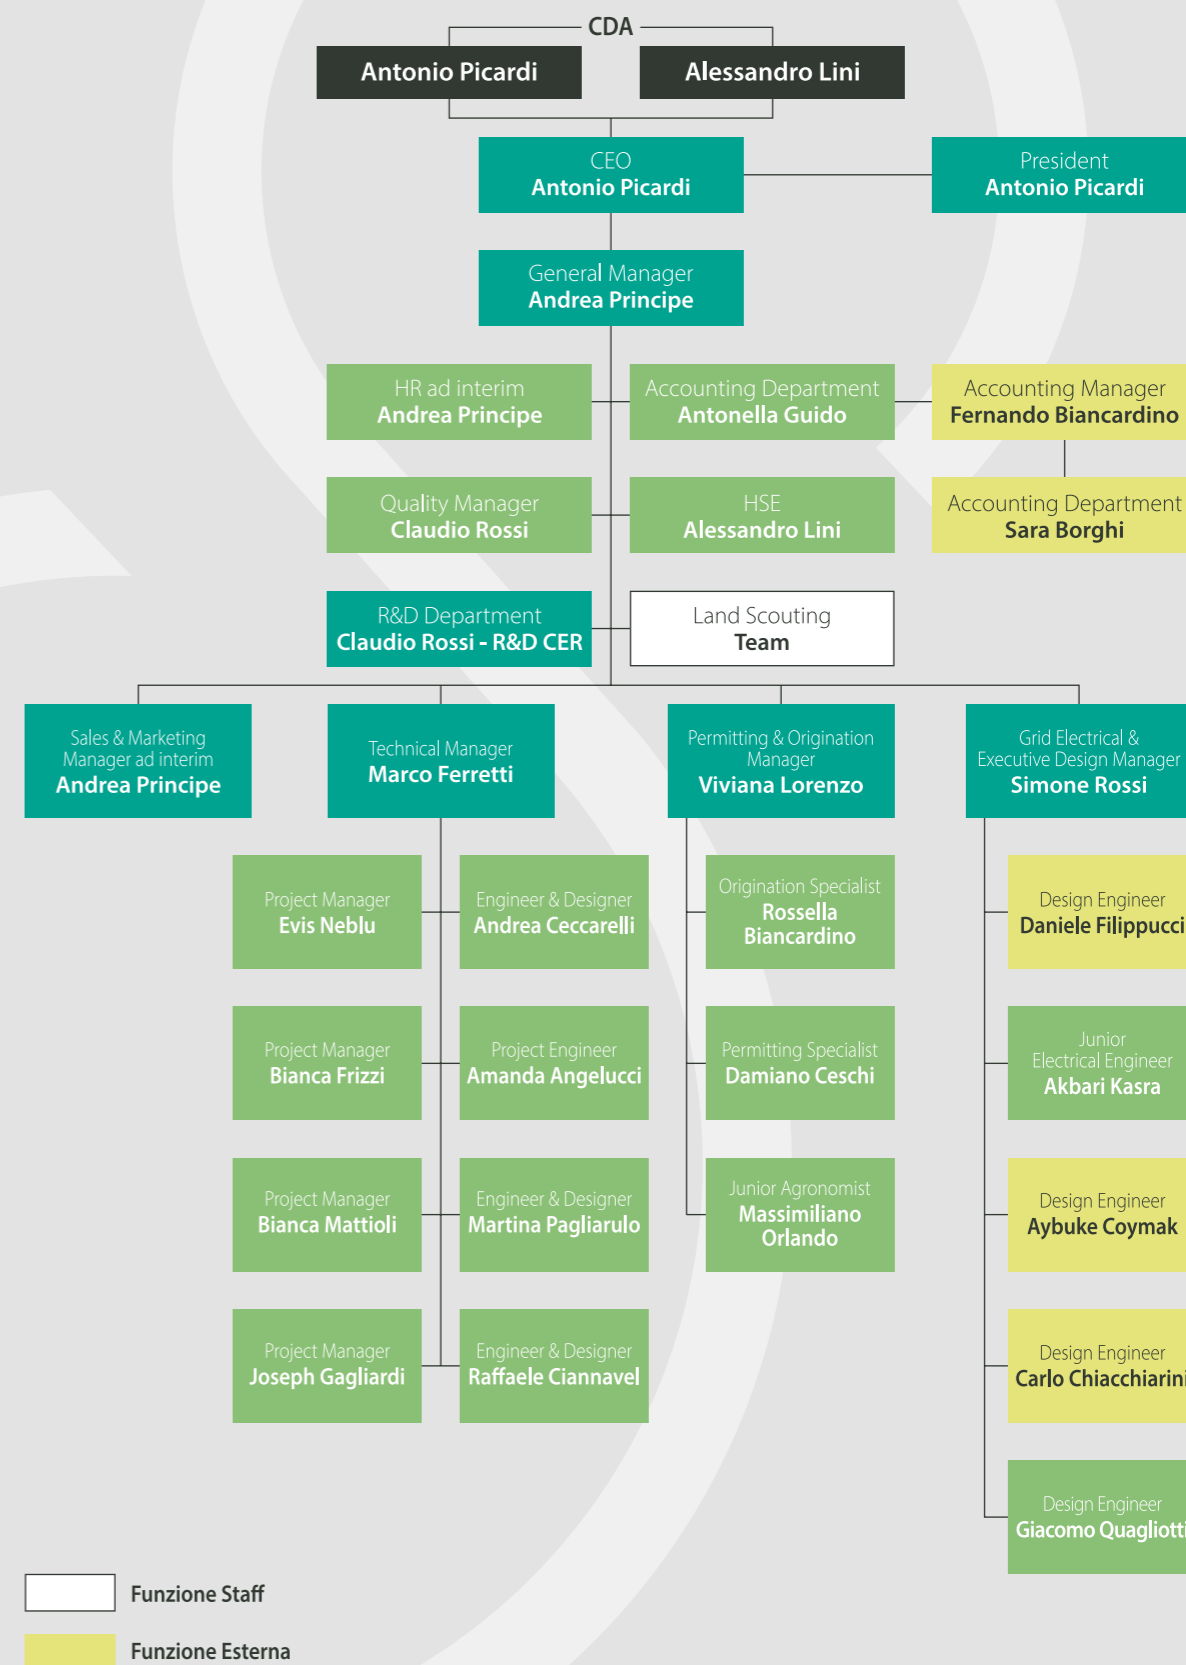 CDA
Antonio Picardi
Alessandro Lini
CEO
Antonio Picardi
President
Antonio Picardi
General Manager
Andrea Principe
HR ad interim
Andrea Principe
Accounting Department
Antonella Guido
Accounting Manager
Fernando Biancardino
Quality Manager
Claudio Rossi
HSE
Alessandro Lini
Accounting Department
Sara Borghi
R&D Department
Claudio Rossi - R&D CER
Land Scouting
Team
Sales & Marketing
Manager ad interim
Andrea Principe
Technical Manager
Marco Ferretti
Permitting & Origination
Manager
Viviana Lorenzo
Grid Electrical &
Executive Design Manager
Simone Rossi
Project Manager
Evis Neblu
Engineer & Designer
Andrea Ceccarelli
Origination Specialist
Rossella
Biancardino
Design Engineer
Daniele Filippucci
Project Manager
Bianca Frizzi
Project Engineer
Amanda Angelucci
Permitting Specialist
Damiano Ceschi
Junior
Electrical Engineer
Akbari Kasra
Project Manager
Bianca Mattioli
Engineer & Designer
Martina Pagliarulo
Junior Agronomist
Massimiliano
Orlando
Design Engineer
Aybuke Coymak
Project Manager
Joseph Gagliardi
Engineer & Designer
Raffaele Ciannavel
Design Engineer
Carlo Chiacchiarini
Design Engineer
Giacomo Quagliotti
Funzione Staff
Funzione Esterna